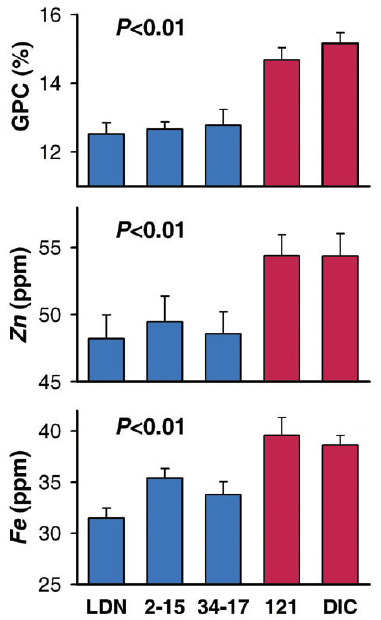 GPC (%)
16
14
12
P<0.01
Zn (ppm)
55
50
45
P<0.01
Fe (ppm)
40
35
30
25
P<0.01
LDN 2-15 34-17 121 DIC